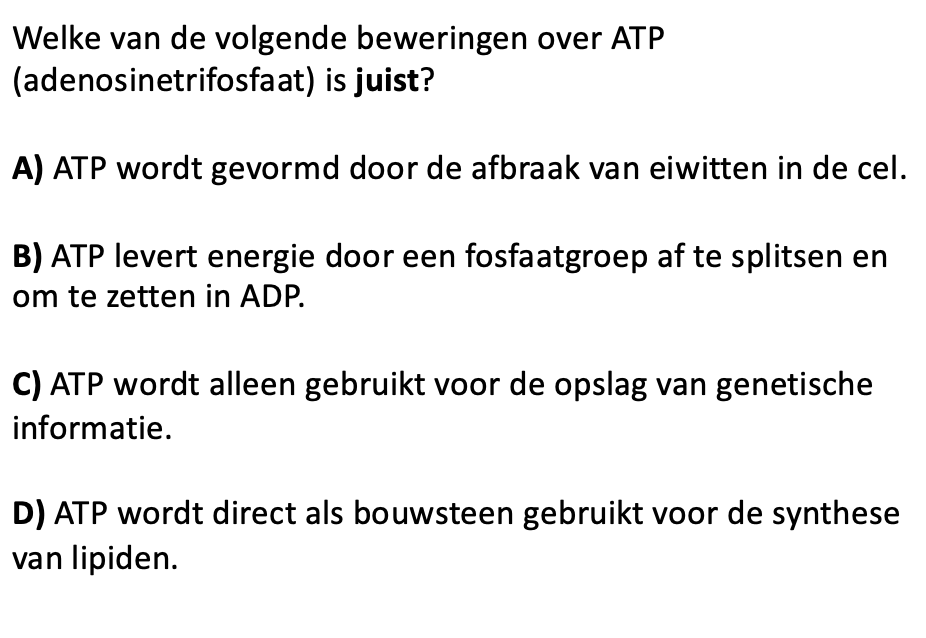 Welke van de volgende beweringen over ATP
(adenosinetrifosfaat) is juist?
A) ATP wordt gevormd door de afbraak van eiwitten in de cel.
B) ATP levert energie door een fosfaatgroep af te splitsen en
om te zetten in ADP.
C) ATP wordt alleen gebruikt voor de opslag van genetische
informatie.
D) ATP wordt direct als bouwsteen gebruikt voor de synthese
van lipiden.